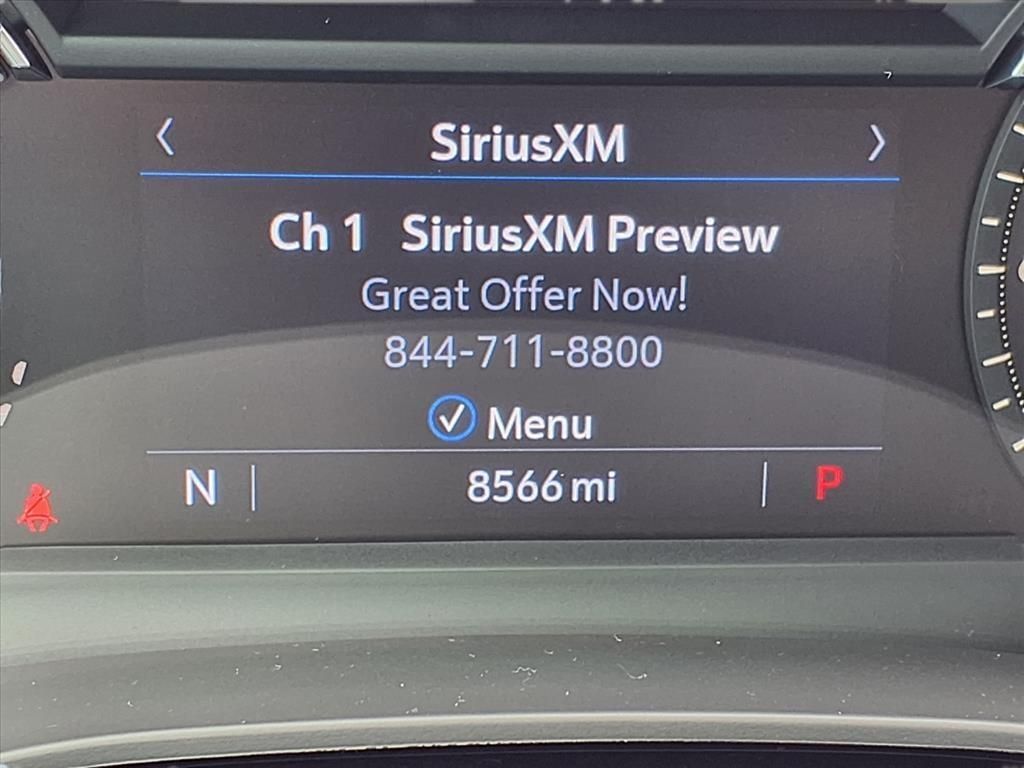 SiriusXM
Ch 1 SiriusXM Preview
Great Offer Now!
844-711-8800
Menu
N 8566 mi P